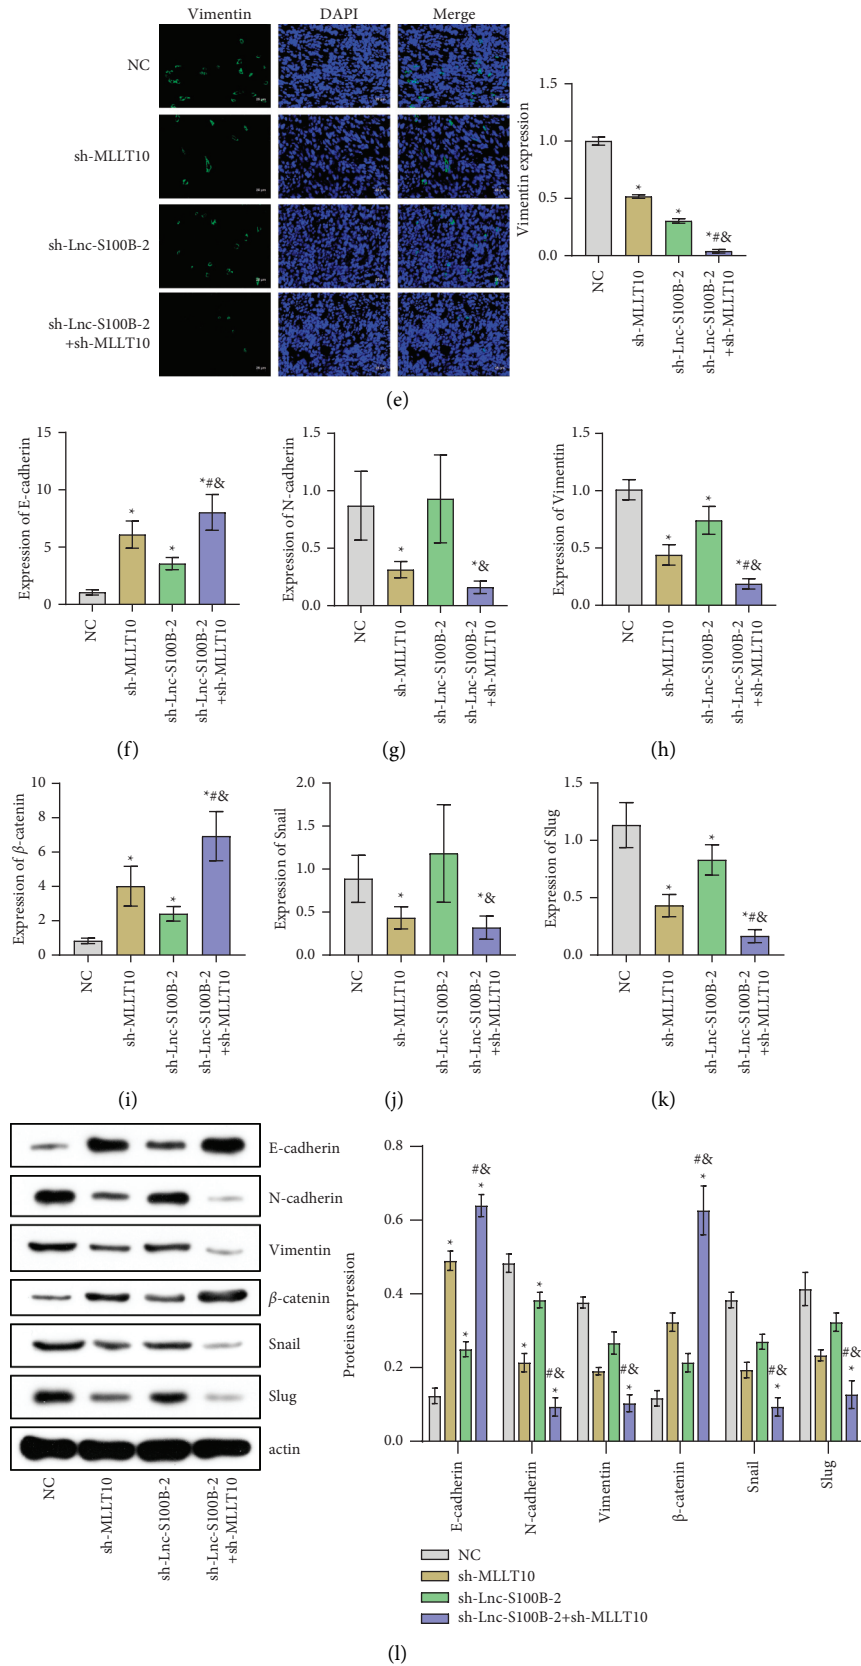 Vimentin DAPI Merge
NC
sh-MLLT10
sh-Lnc-S100B-2
sh-Lnc-S100B-2
+sh-MLLT10
Vimentin expression
1.5
1.0
0.5
0.0
*
*
*#&
NC
sh-MLLT10
sh-Lnc-S100B-2
sh-Lnc-S100B-2
+sh-MLLT10
(e)
Expression of E-cadherin
15
10
5
0
*
*
*#&
NC
sh-MLLT10
sh-Lnc-S100B-2
sh-Lnc-S100B-2
+sh-MLLT10
(f)
Expression of N-cadherin
1.5
1.0
0.5
0.0
*
*&
NC
sh-MLLT10
sh-Lnc-S100B-2
sh-Lnc-S100B-2
+sh-MLLT10
(g)
Expression of Vimentin
1.5
1.0
0.5
0.0
*
*
*#&
NC
sh-MLLT10
sh-Lnc-S100B-2
sh-Lnc-S100B-2
+sh-MLLT10
(h)
Expression of β-catenin
10
8
6
4
2
0
*
*
*#&
NC
sh-MLLT10
sh-Lnc-S100B-2
sh-Lnc-S100B-2
+sh-MLLT10
(i)
Expression of Snail
2.0
1.5
1.0
0.5
0.0
*
*&
NC
sh-MLLT10
sh-Lnc-S100B-2
sh-Lnc-S100B-2
+sh-MLLT10
(j)
Expression of Slug
1.5
1.0
0.5
0.0
*
*
*#&
NC
sh-MLLT10
sh-Lnc-S100B-2
sh-Lnc-S100B-2
+sh-MLLT10
(k)
E-cadherin
N-cadherin
Vimentin
β-catenin
Snail
Slug
actin
NC
sh-MLLT10
sh-Lnc-S100B-2
sh-Lnc-S100B-2
+sh-MLLT10
Proteins expression
0.8
0.6
0.4
0.2
0.0
*
*
#&
*
*
*
#&
*
#&
*
#&
*
#&
*
#&
*
E-cadherin
N-cadherin
Vimentin
β-catenin
Snail
Slug
NC
sh-MLLT10
sh-Lnc-S100B-2
sh-Lnc-S100B-2+sh-MLLT10
(l)